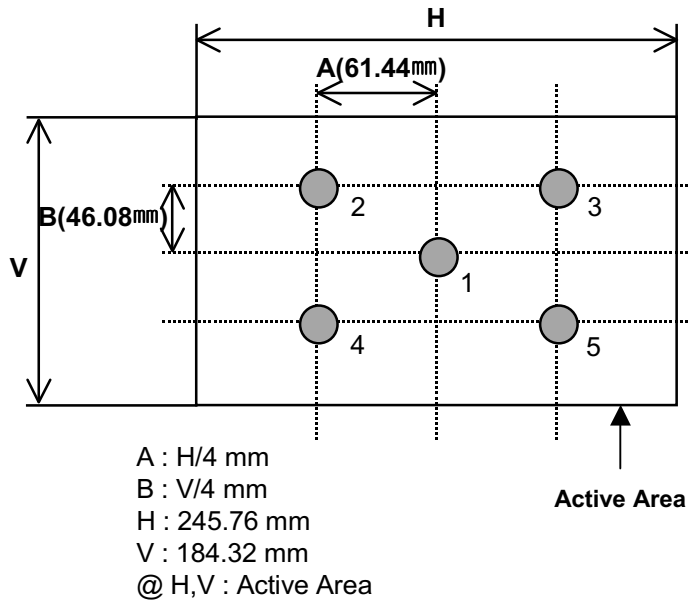 H
A(61.44㎜)
2
3
B(46.08㎜)
V
1
4
5
A : H/4 mm
B : V/4 mm
Active Area
H : 245.76 mm
V : 184.32 mm
@ H,V : Active Area